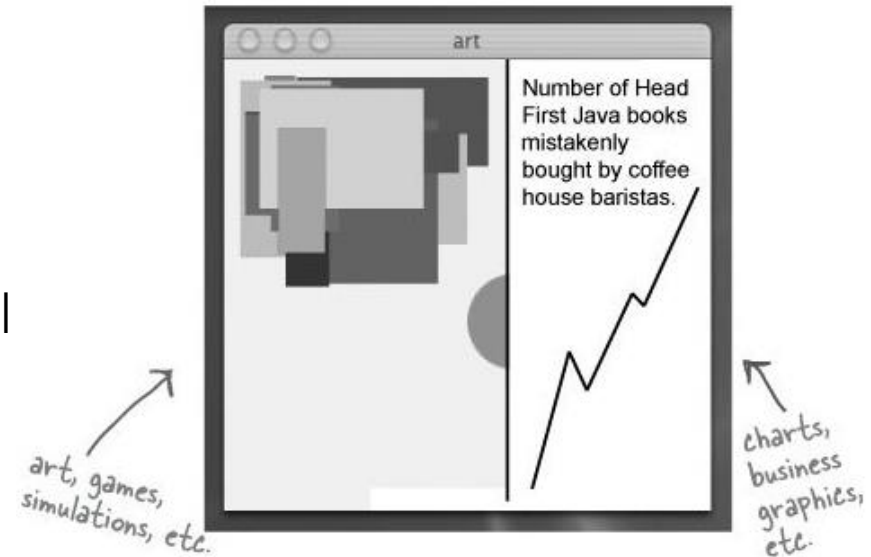 art
Number of Head
First Java books
mistakenly
bought by coffee
house baristas.
art, games,
simulations, etc.
charts,
business
graphics,
etc.